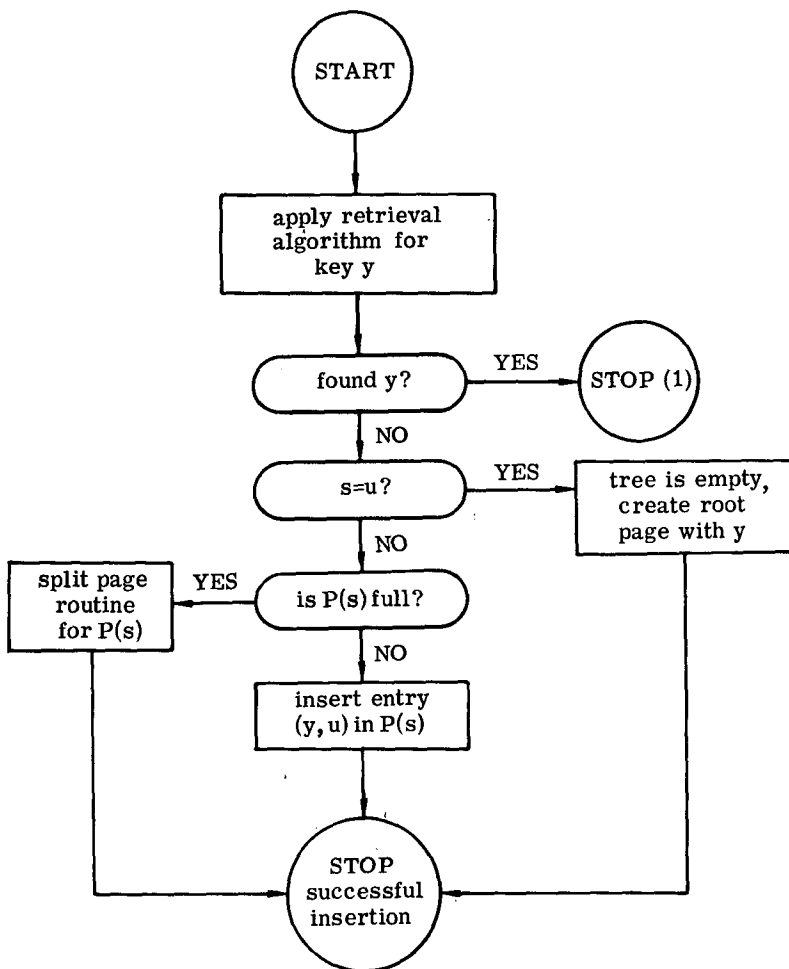 START
apply retrieval
algorithm for
key y
found y?
YES
STOP (1)
NO
s=u?
YES
tree is empty,
create root
page with y
NO
is P(s) full?
YES
split page
routine
for P(s)
NO
insert entry
(y, u) in P(s)
STOP
successful
insertion